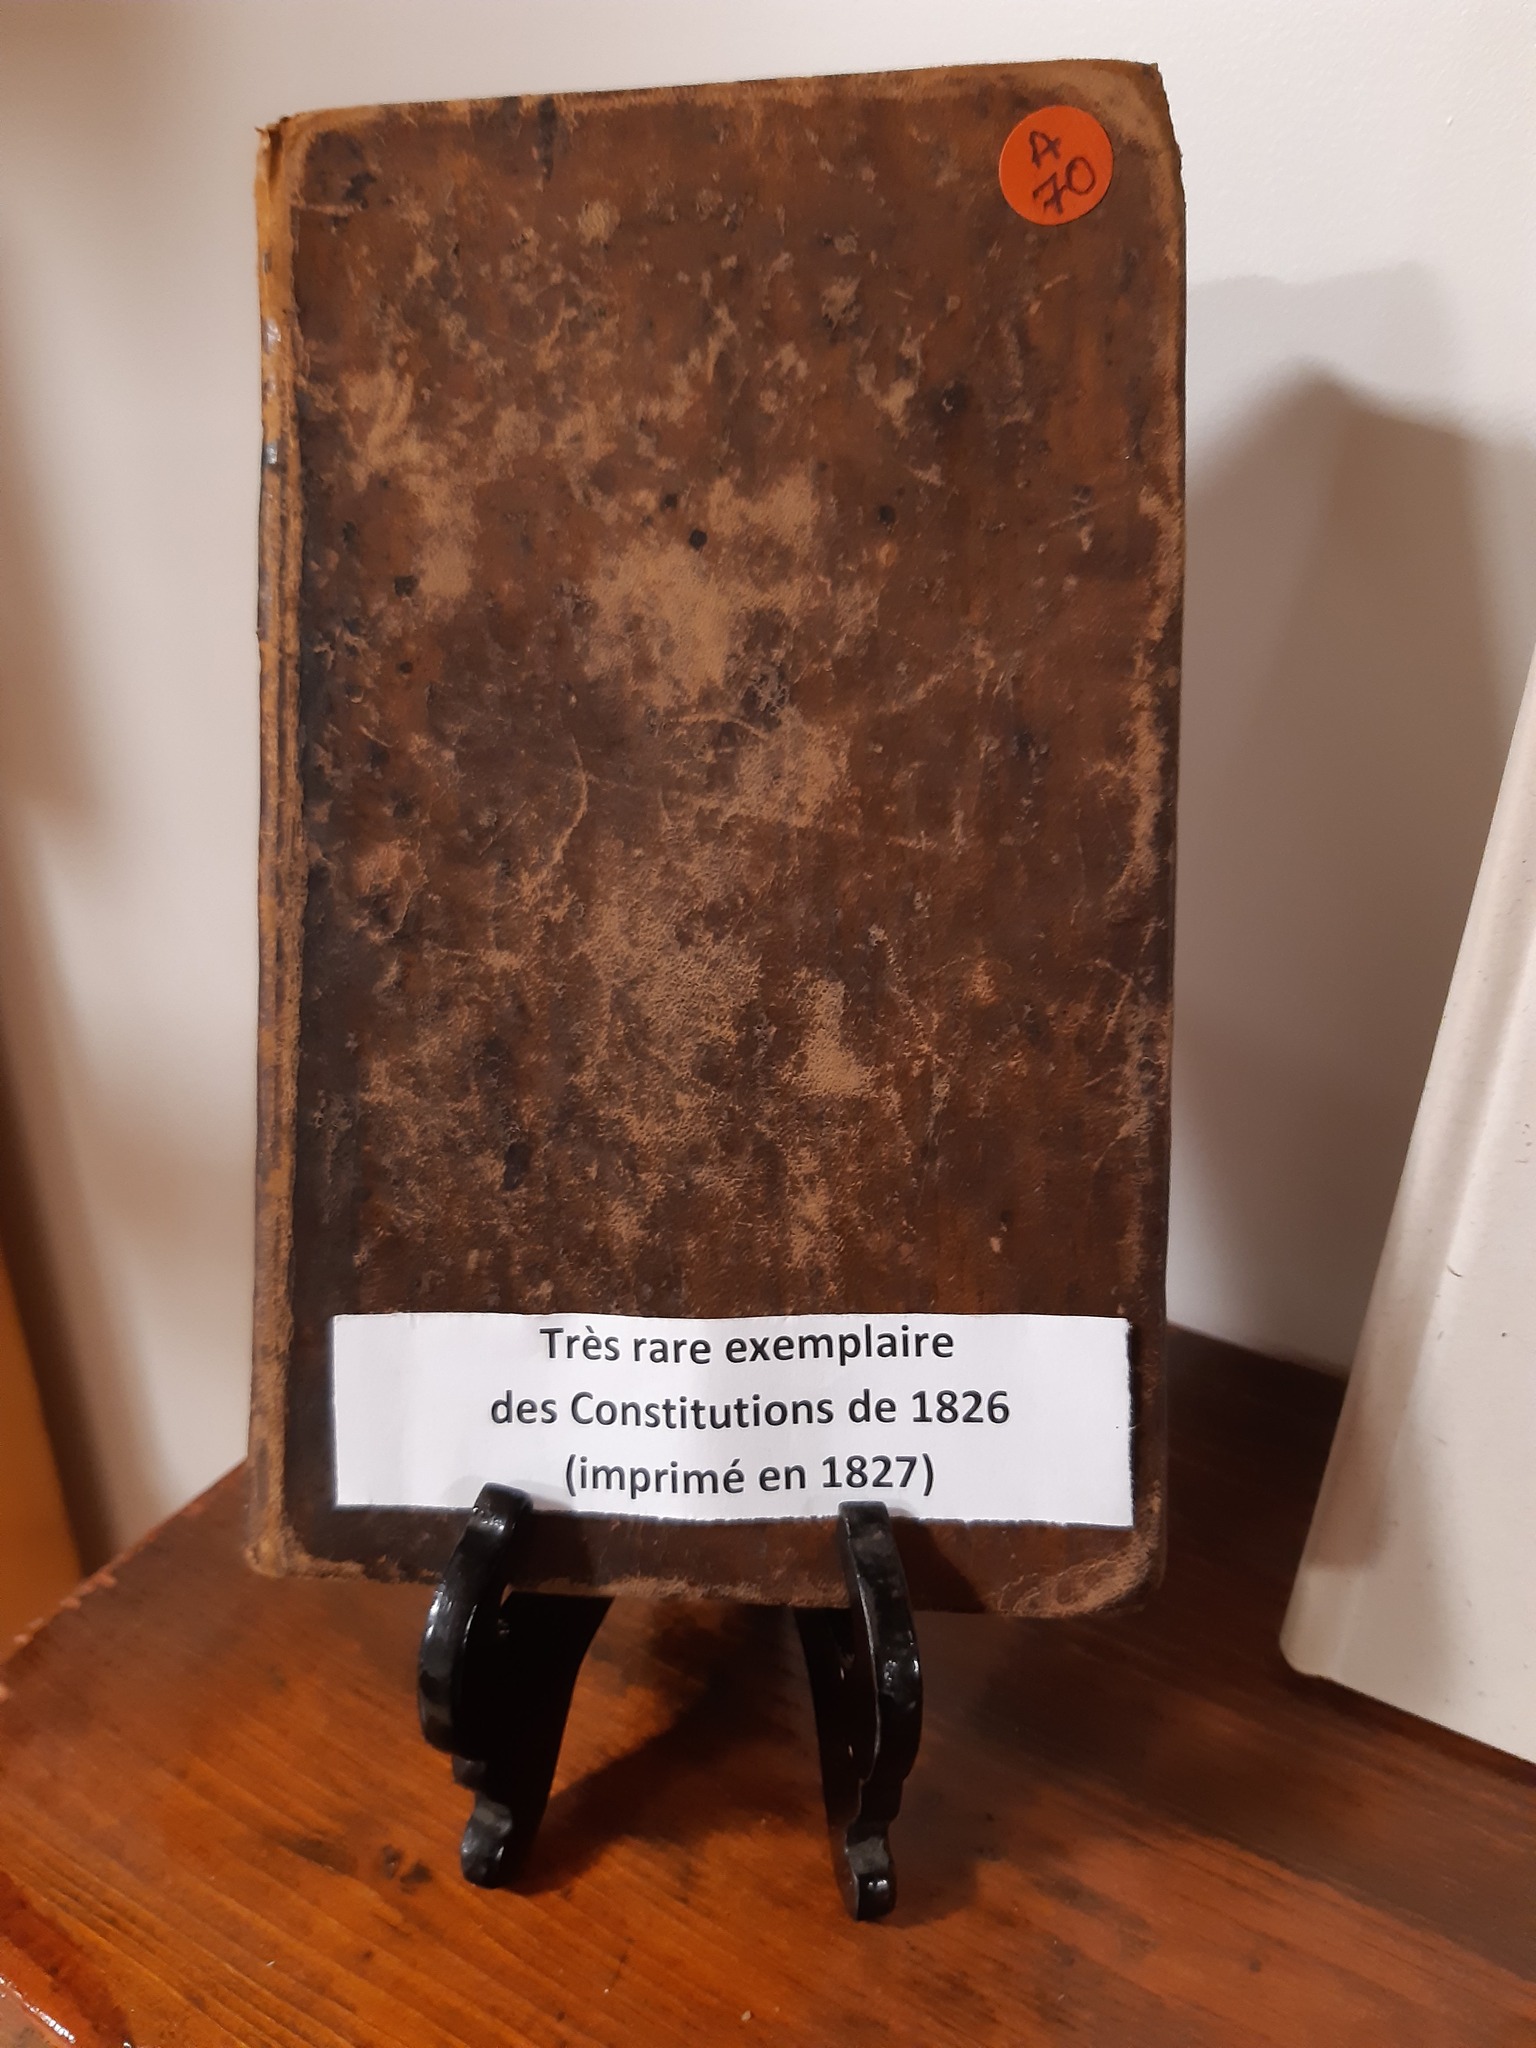 A
70
Très rare exemplaire
des Constitutions de 1826
(imprimé en 1827)